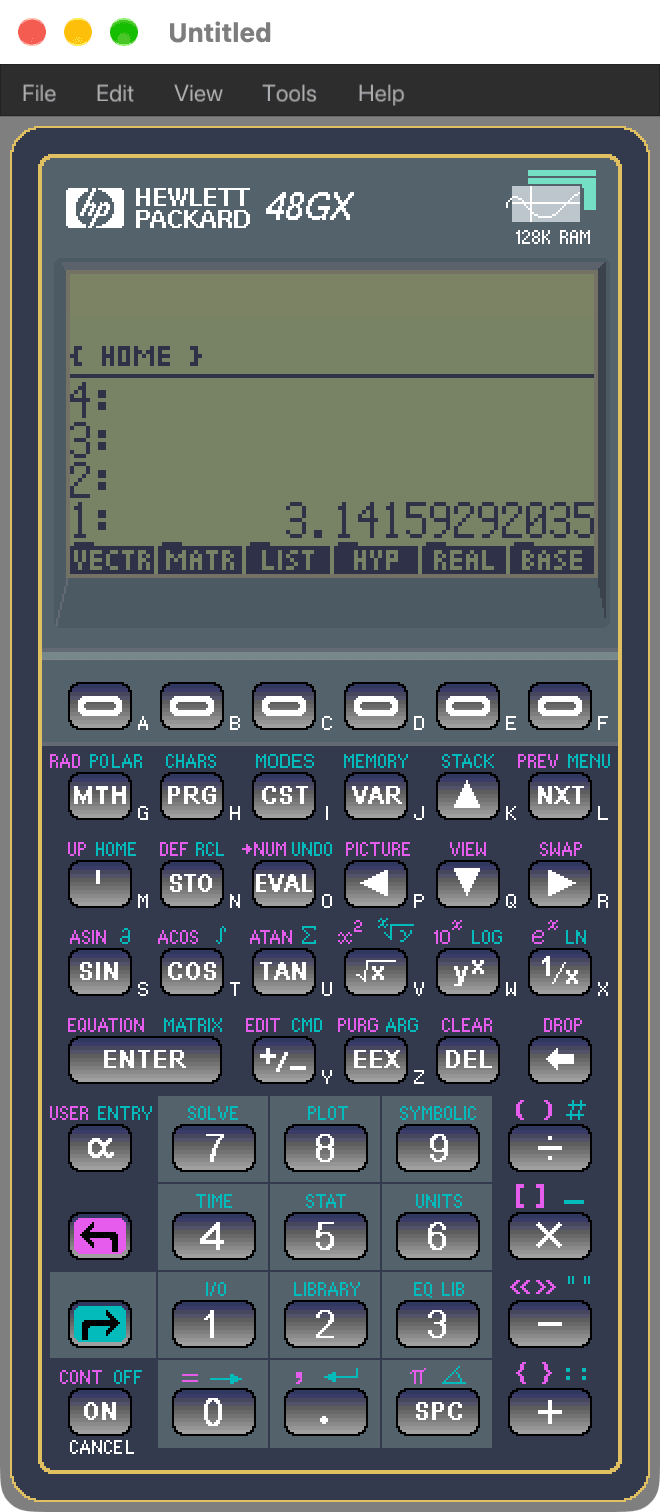 Untitled
File Edit View Tools Help
hp HEWLETT PACKARD 48GX
128K RAM
{ HOME }
4:
3:
2:
1: 3.14159292035
VECTR MATR LIST HYP REAL BASE
A B C D E F
RAD POLAR CHARS MODES MEMORY STACK PREV MENU
MTH G PRG H CST I VAR J ▲ K NXT L
UP HOME DEF RCL →NUM UNDO PICTURE VIEW SWAP
' M STO N EVAL O ◀ P ▼ Q ▶ R
ASIN ∂ ACOS ∫ ATAN Σ x² ˣ√y 10ˣ LOG eˣ LN
SIN S COS T TAN U √x V yˣ W 1/x X
EQUATION MATRIX EDIT CMD PURG ARG CLEAR DROP
ENTER +/− Y EEX Z DEL ←
USER ENTRY SOLVE PLOT SYMBOLIC ( ) #
α 7 8 9 ÷
TIME STAT UNITS [ ] _
4 5 6 ×
I/O LIBRARY EQ LIB «» " "
1 2 3 −
CONT OFF = → , ↵ π ∡ { } : :
ON 0 . SPC +
CANCEL